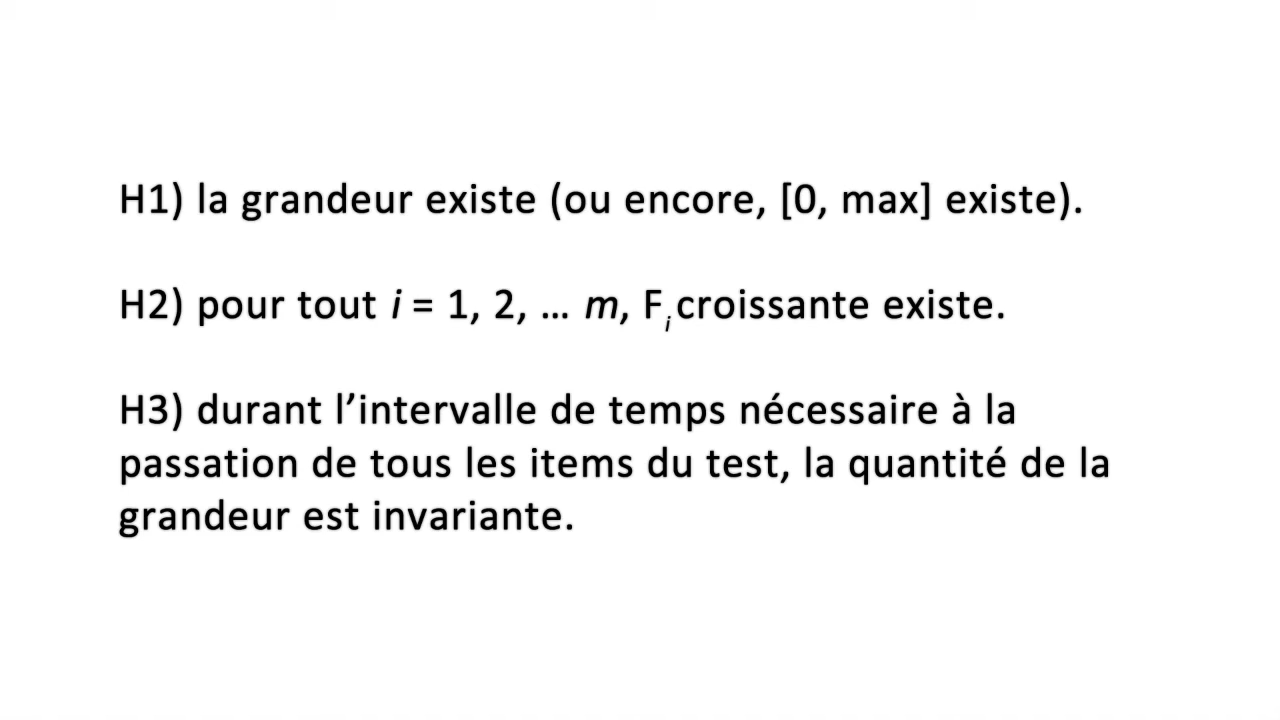 H1) la grandeur existe (ou encore, [0, max] existe).
H2) pour tout i = 1, 2, … m, Fi croissante existe.
H3) durant l’intervalle de temps nécessaire à la
passation de tous les items du test, la quantité de la
grandeur est invariante.